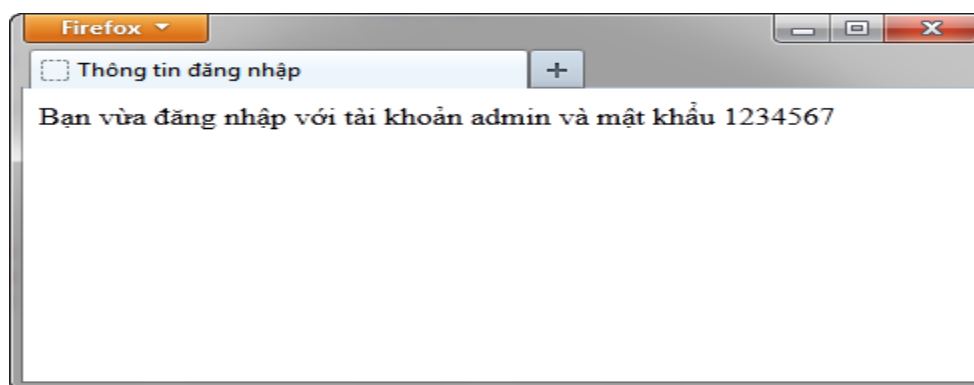 Firefox
Thông tin đăng nhập
Bạn vừa đăng nhập với tài khoản admin và mật khẩu 1234567